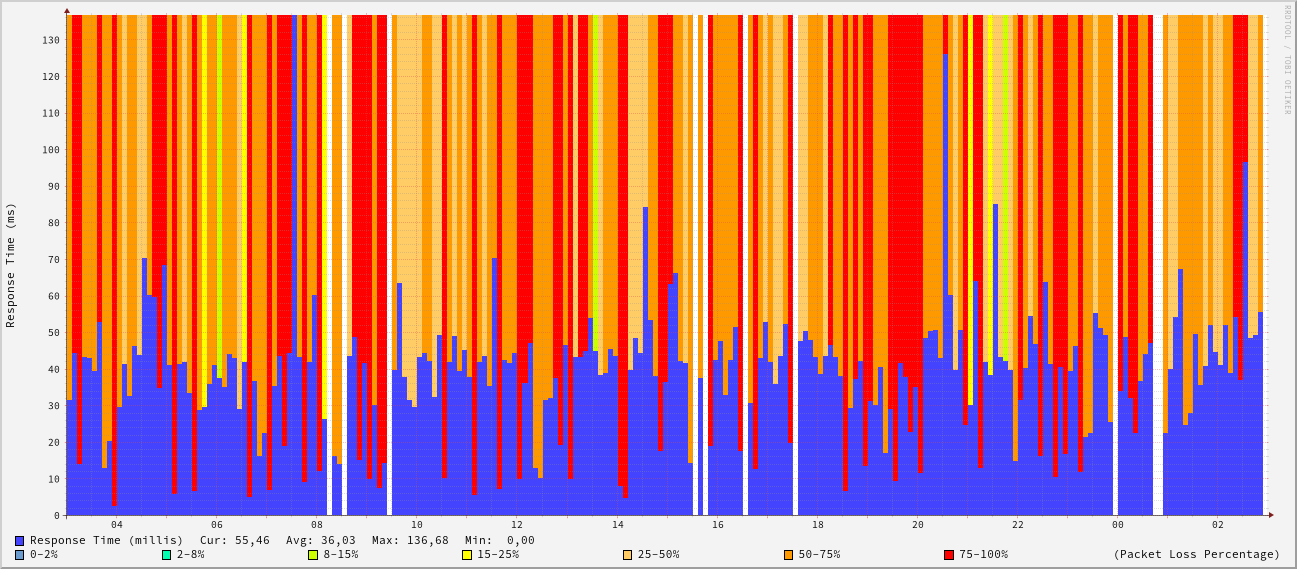 RRDTOOL / TOBI OETIKER
Response Time (ms)
130
120
110
100
90
80
70
60
50
40
30
20
10
0
04 06 08 10 12 14 16 18 20 22 00 02
Response Time (millis) Cur: 55,46 Avg: 36,03 Max: 136,68 Min: 0,00
0-2% 2-8% 8-15% 15-25% 25-50% 50-75% 75-100% (Packet Loss Percentage)